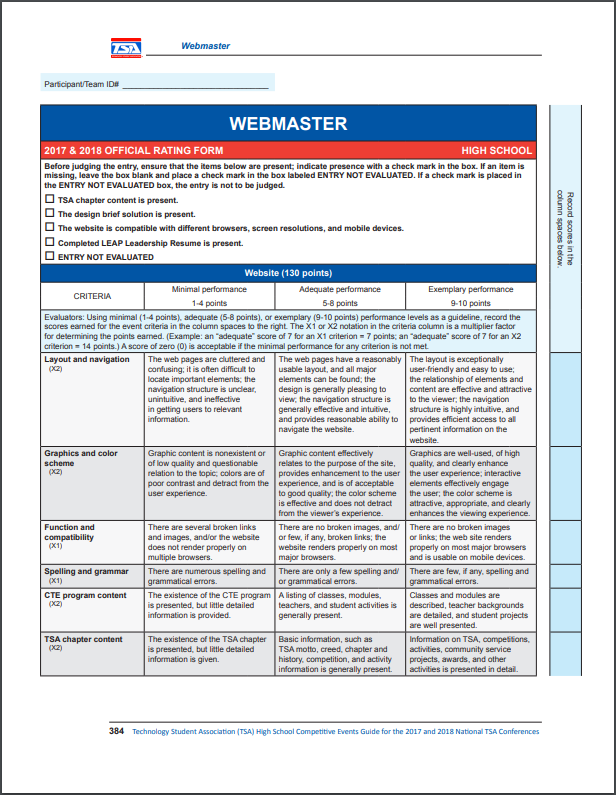 TSA
Webmaster
Participant/Team ID# ___________________________________
WEBMASTER
2017 & 2018 OFFICIAL RATING FORM HIGH SCHOOL
Before judging the entry, ensure that the items below are present; indicate presence with a check mark in the box. If an item is
missing, leave the box blank and place a check mark in the box labeled ENTRY NOT EVALUATED. If a check mark is placed in
the ENTRY NOT EVALUATED box, the entry is not to be judged.
TSA chapter content is present.
The design brief solution is present.
The website is compatible with different browsers, screen resolutions, and mobile devices.
Completed LEAP Leadership Resume is present.
ENTRY NOT EVALUATED
Record scores in the
column spaces below.
Website (130 points)
CRITERIA
Minimal performance
1-4 points
Adequate performance
5-8 points
Exemplary performance
9-10 points
Evaluators: Using minimal (1-4 points), adequate (5-8 points), or exemplary (9-10 points) performance levels as a guideline, record the
scores earned for the event criteria in the column spaces to the right. The X1 or X2 notation in the criteria column is a multiplier factor
for determining the points earned. (Example: an “adequate” score of 7 for an X1 criterion = 7 points; an “adequate” score of 7 for an X2
criterion = 14 points.) A score of zero (0) is acceptable if the minimal performance for any criterion is not met.
Layout and navigation
(X2)
The web pages are cluttered and
confusing; it is often difficult to
locate important elements; the
navigation structure is unclear,
unintuitive, and ineffective
in getting users to relevant
information.
The web pages have a reasonably
usable layout, and all major
elements can be found; the
design is generally pleasing to
view; the navigation structure is
generally effective and intuitive,
and provides reasonable ability to
navigate the website.
The layout is exceptionally
user-friendly and easy to use;
the relationship of elements and
content are effective and attractive
to the viewer; the navigation
structure is highly intuitive, and
provides efficient access to all
pertinent information on the
website.
Graphics and color
scheme
(X2)
Graphic content is nonexistent or
of low quality and questionable
relation to the topic; colors are of
poor contrast and detract from the
user experience.
Graphic content effectively
relates to the purpose of the site,
provides enhancement to the user
experience, and is of acceptable
to good quality; the color scheme
is effective and does not detract
from the viewer's experience.
Graphics are well-used, of high
quality, and clearly enhance
the user experience; interactive
elements effectively engage
the user; the color scheme is
attractive, appropriate, and clearly
enhances the viewing experience.
Function and
compatibility
(X1)
There are several broken links
and images, and/or the website
does not render properly on
multiple browsers.
There are no broken images, and/
or few, if any, broken links; the
website renders properly on most
major browsers.
There are no broken images
or links; the web site renders
properly on most major browsers
and is usable on mobile devices.
Spelling and grammar
(X1)
There are numerous spelling and
grammatical errors.
There are only a few spelling and/
or grammatical errors.
There are few, if any, spelling and
grammatical errors.
CTE program content
(X2)
The existence of the CTE program
is presented, but little detailed
information is provided.
A listing of classes, modules,
teachers, and student activities is
generally present.
Classes and modules are
described, teacher backgrounds
are detailed, and student projects
are well presented.
TSA chapter content
(X2)
The existence of the TSA chapter
is presented, but little detailed
information is given.
Basic information, such as
TSA motto, creed, chapter and
history, competition, and activity
information is generally present.
Information on TSA, competitions,
activities, community service
projects, awards, and other
activities is presented in detail.
384 Technology Student Association (TSA) High School Competitive Events Guide for the 2017 and 2018 National TSA Conferences